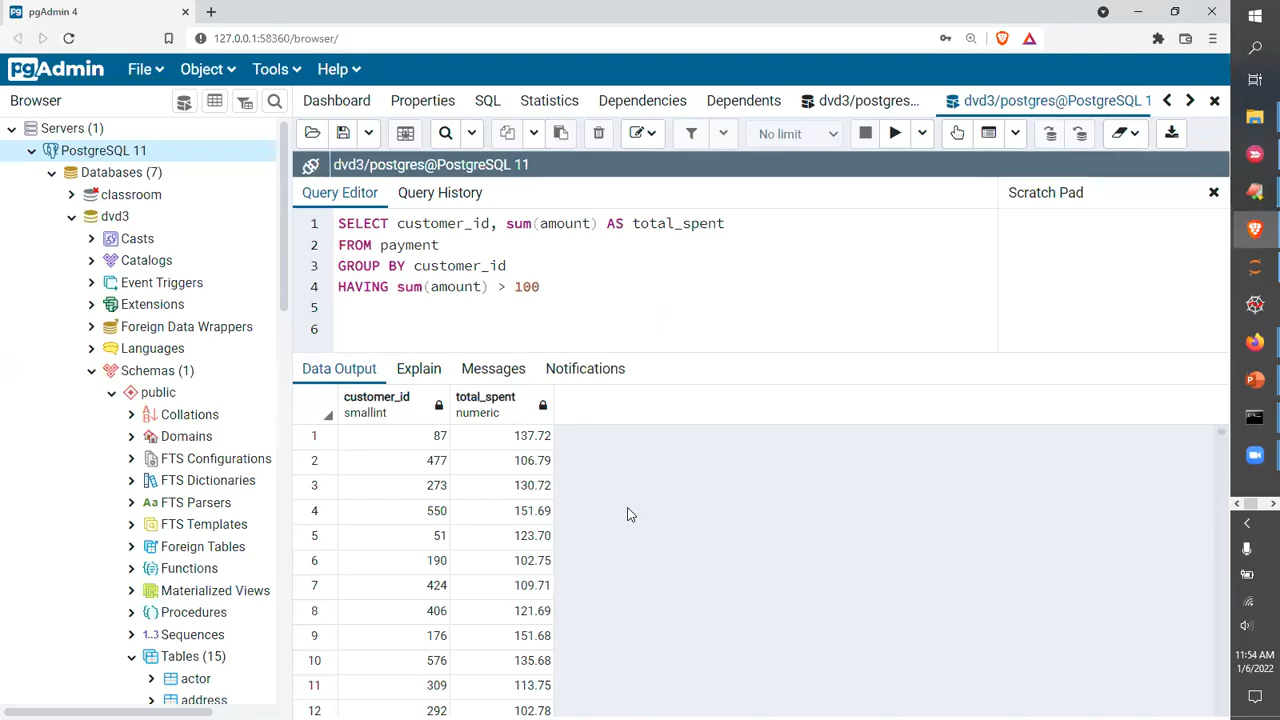 pgAdmin 4
127.0.0.1:58360/browser/
pgAdmin File Object Tools Help
Browser
Dashboard Properties SQL Statistics Dependencies Dependents dvd3/postgres... dvd3/postgres@PostgreSQL 1
Servers (1)
PostgreSQL 11
Databases (7)
classroom
dvd3
Casts
Catalogs
Event Triggers
Extensions
Foreign Data Wrappers
Languages
Schemas (1)
public
Collations
Domains
FTS Configurations
FTS Dictionaries
Aa FTS Parsers
FTS Templates
Foreign Tables
Functions
Materialized Views
Procedures
1..3 Sequences
Tables (15)
actor
address
No limit
dvd3/postgres@PostgreSQL 11
Query Editor Query History
Scratch Pad
1 SELECT customer_id, sum(amount) AS total_spent
2 FROM payment
3 GROUP BY customer_id
4 HAVING sum(amount) > 100
5
6
Data Output Explain Messages Notifications
customer_id total_spent
smallint numeric
1 87 137.72
2 477 106.79
3 273 130.72
4 550 151.69
5 51 123.70
6 190 102.75
7 424 109.71
8 406 121.69
9 176 151.68
10 576 135.68
11 309 113.75
12 292 102.78
11:54 AM
1/6/2022